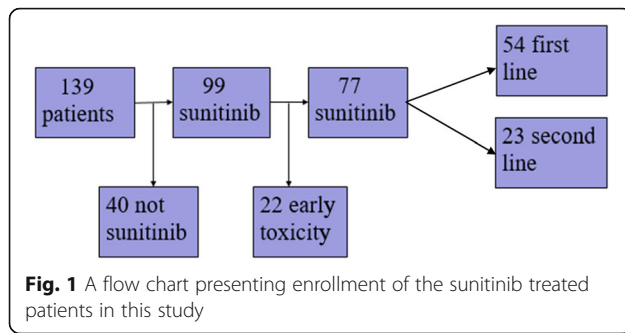 139
patients
99
sunitinib
77
sunitinib
54 first
line
23 second
line
40 not
sunitinib
22 early
toxicity
Fig. 1 A flow chart presenting enrollment of the sunitinib treated
patients in this study